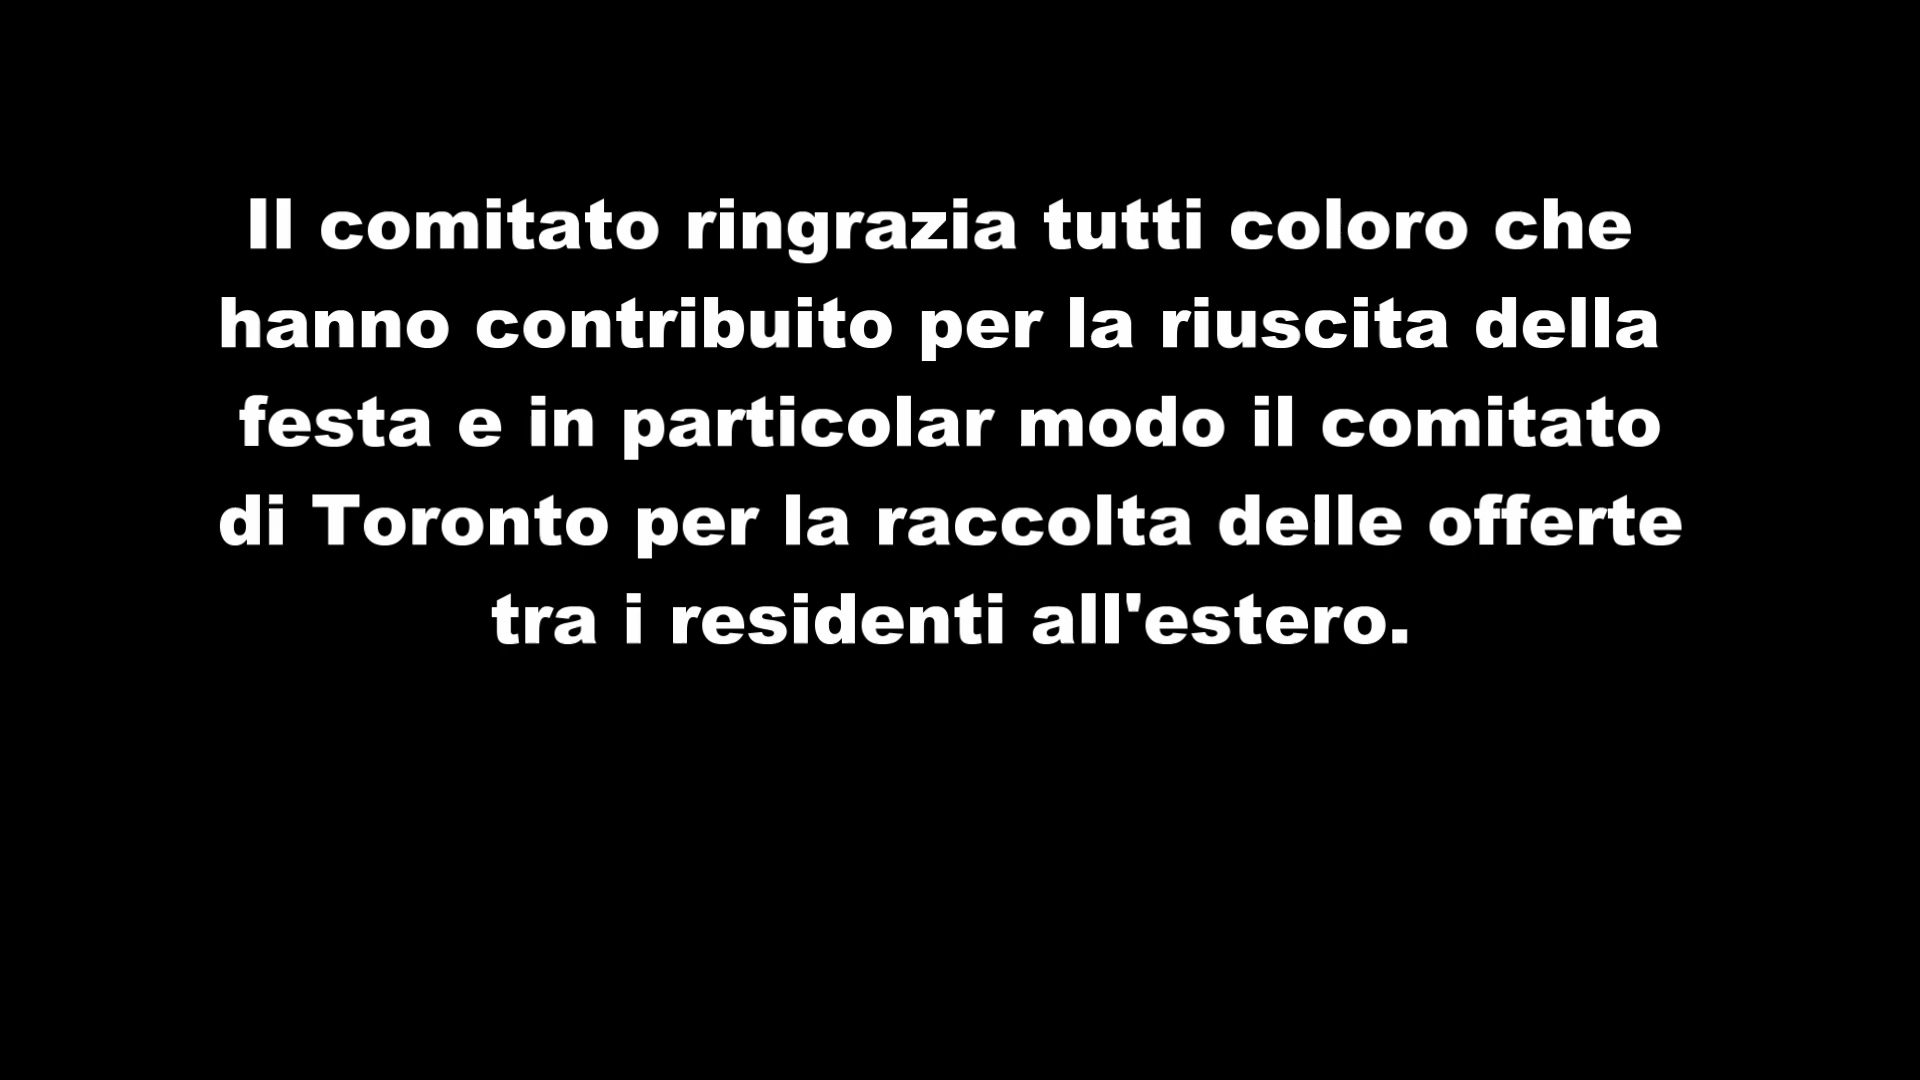 Il comitato ringrazia tutti coloro che
hanno contribuito per la riuscita della
festa e in particolar modo il comitato
di Toronto per la raccolta delle offerte
tra i residenti all'estero.